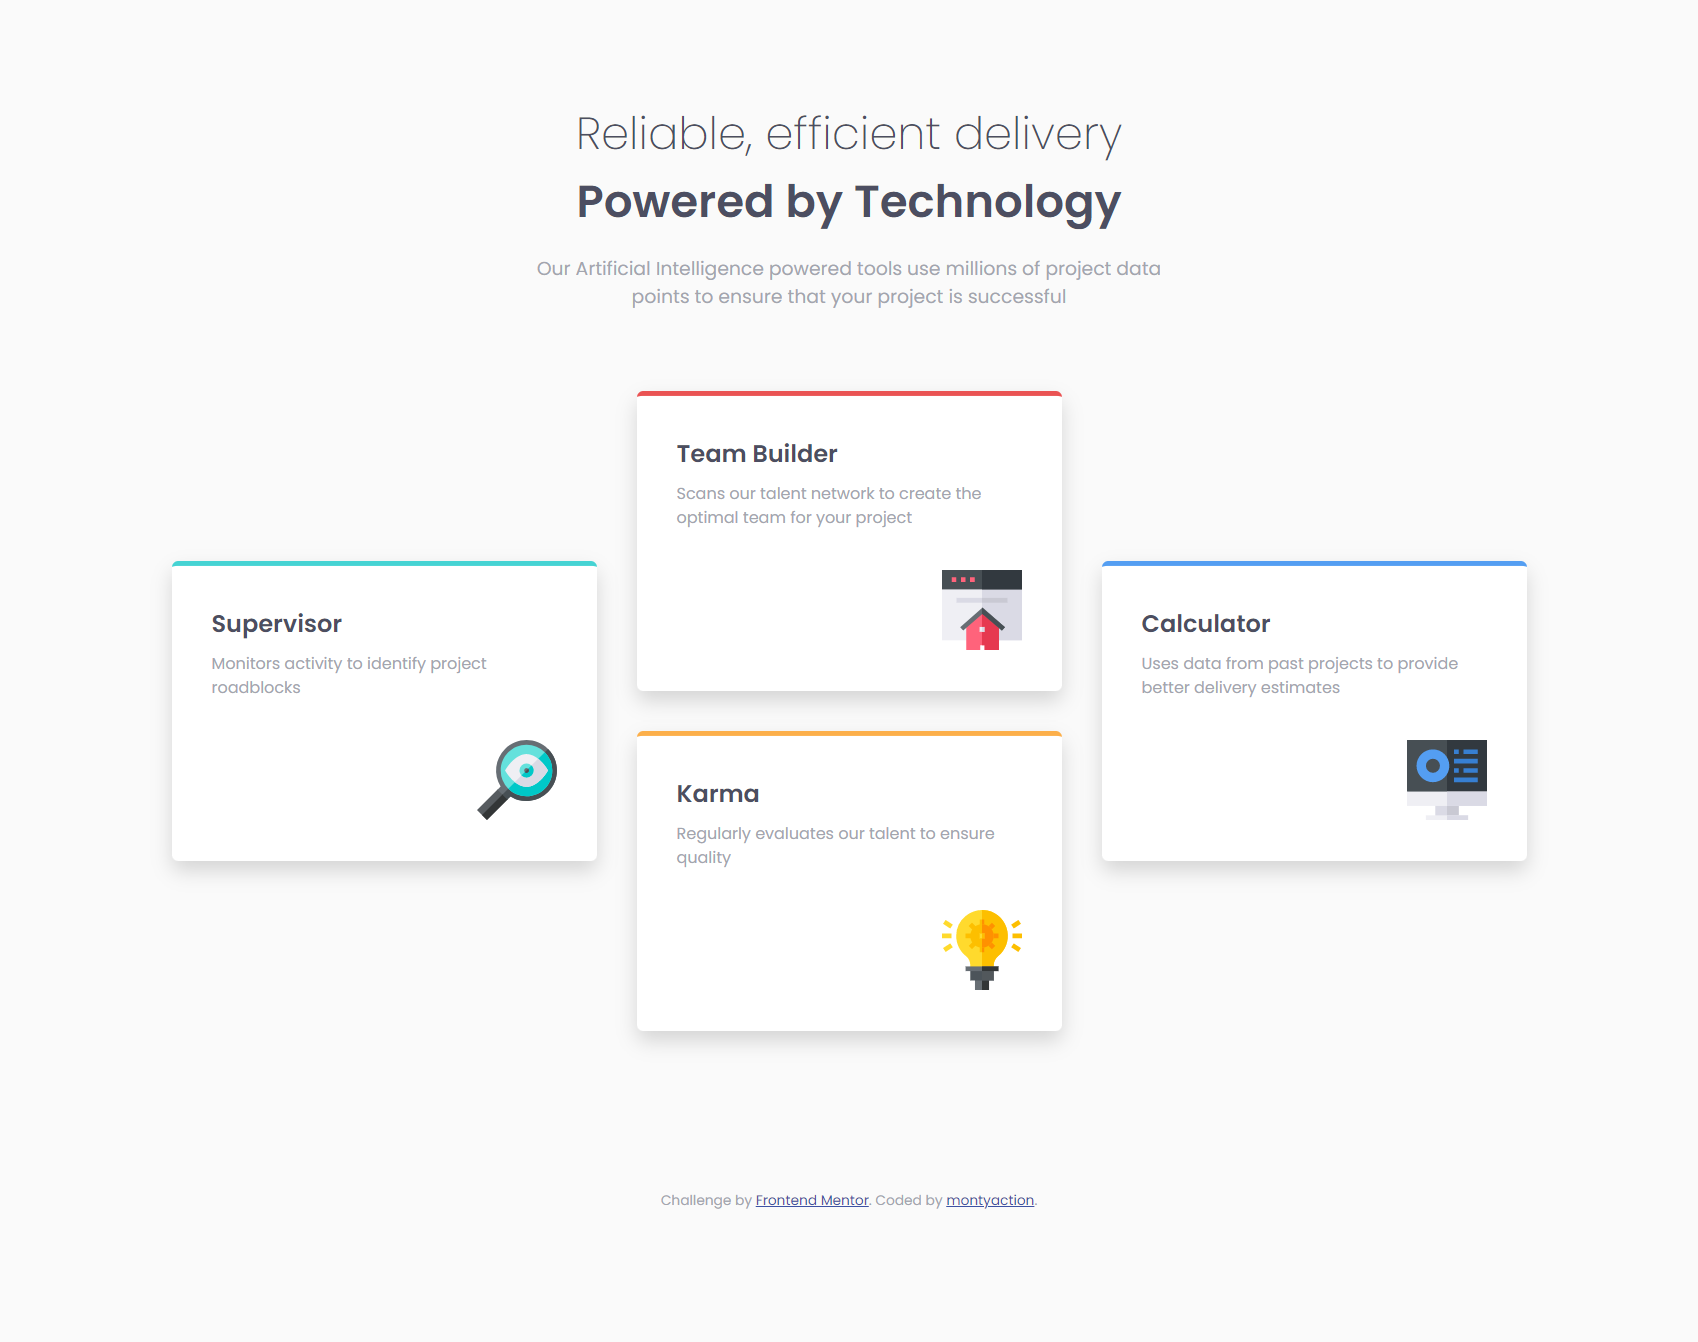 Reliable, efficient delivery
Powered by Technology
Our Artificial Intelligence powered tools use millions of project data
points to ensure that your project is successful
Supervisor
Monitors activity to identify project
roadblocks
Team Builder
Scans our talent network to create the
optimal team for your project
Karma
Regularly evaluates our talent to ensure
quality
Calculator
Uses data from past projects to provide
better delivery estimates
Challenge by Frontend Mentor. Coded by montyaction.